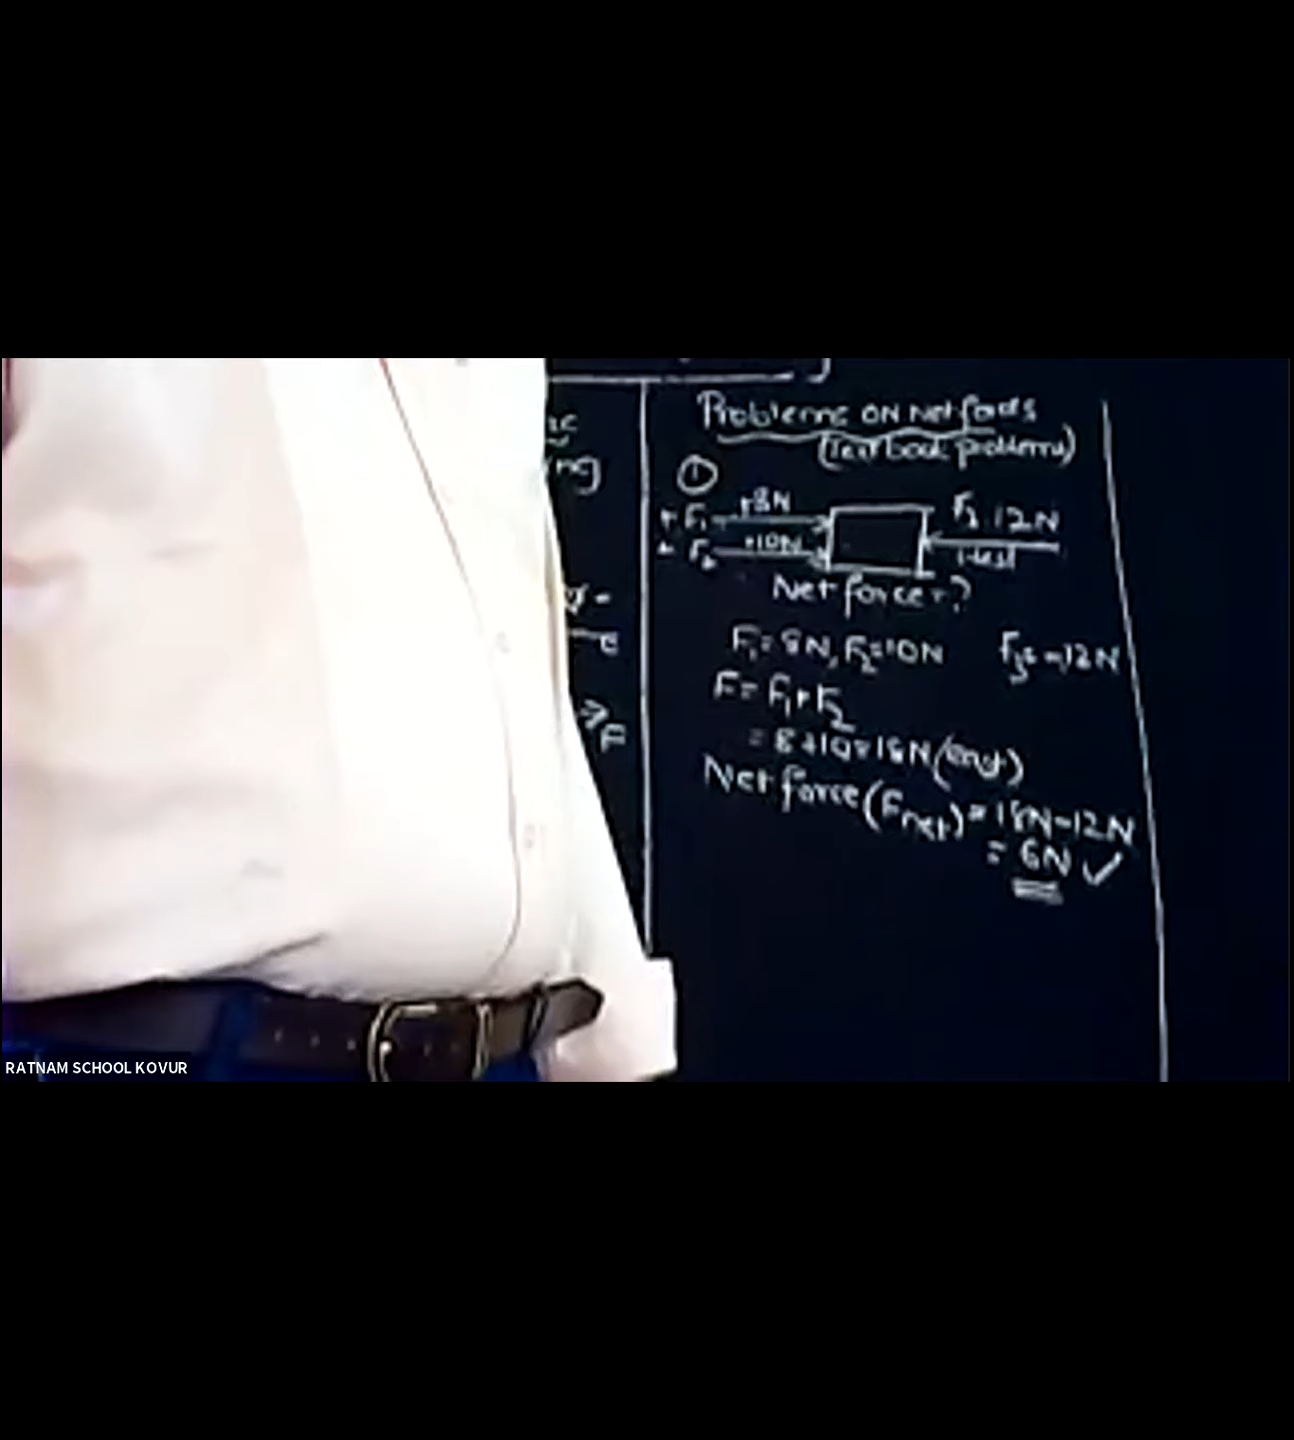 Problems ON Net forces
(Text book problems)
①
+ F₁ +8N
F₂ +10N
F₃ 12N
Net force = ?
F₁ = 8N, F₂ = 10N F₃ = -12N
F = F₁ + F₂
= 8 + 10 = 18N
Net force (Fnet) = 18N - 12N
= 6N ✓
ng
F
RATNAM SCHOOL KOVUR